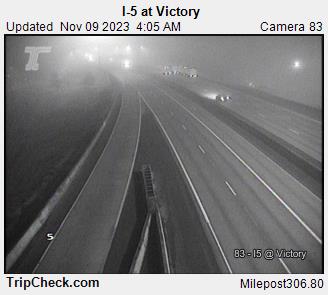 I-5 at Victory
Updated Nov 09 2023 4:05 AM Camera 83
T
S
83 - I5 @ Victory
TripCheck.com Milepost306.80